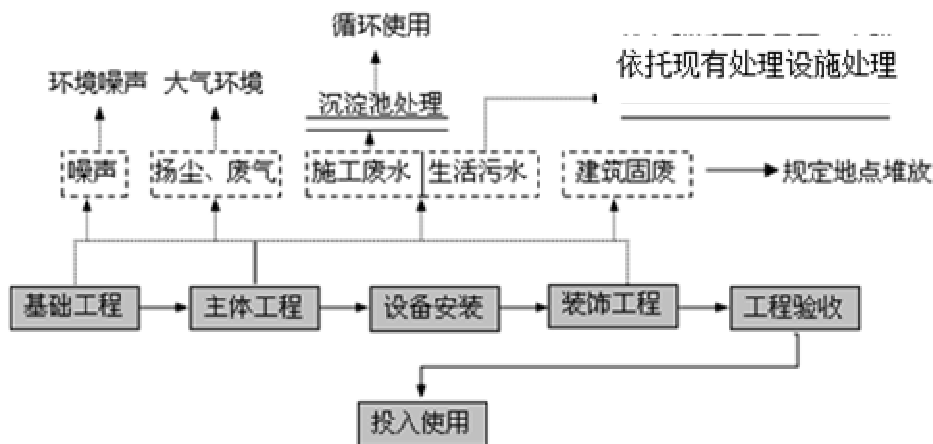 循环使用
依托现有处理设施处理
环境噪声 大气环境
沉淀池处理
噪声 扬尘、废气 施工废水 生活污水 建筑固废 规定地点堆放
基础工程 主体工程 设备安装 装饰工程 工程验收
投入使用